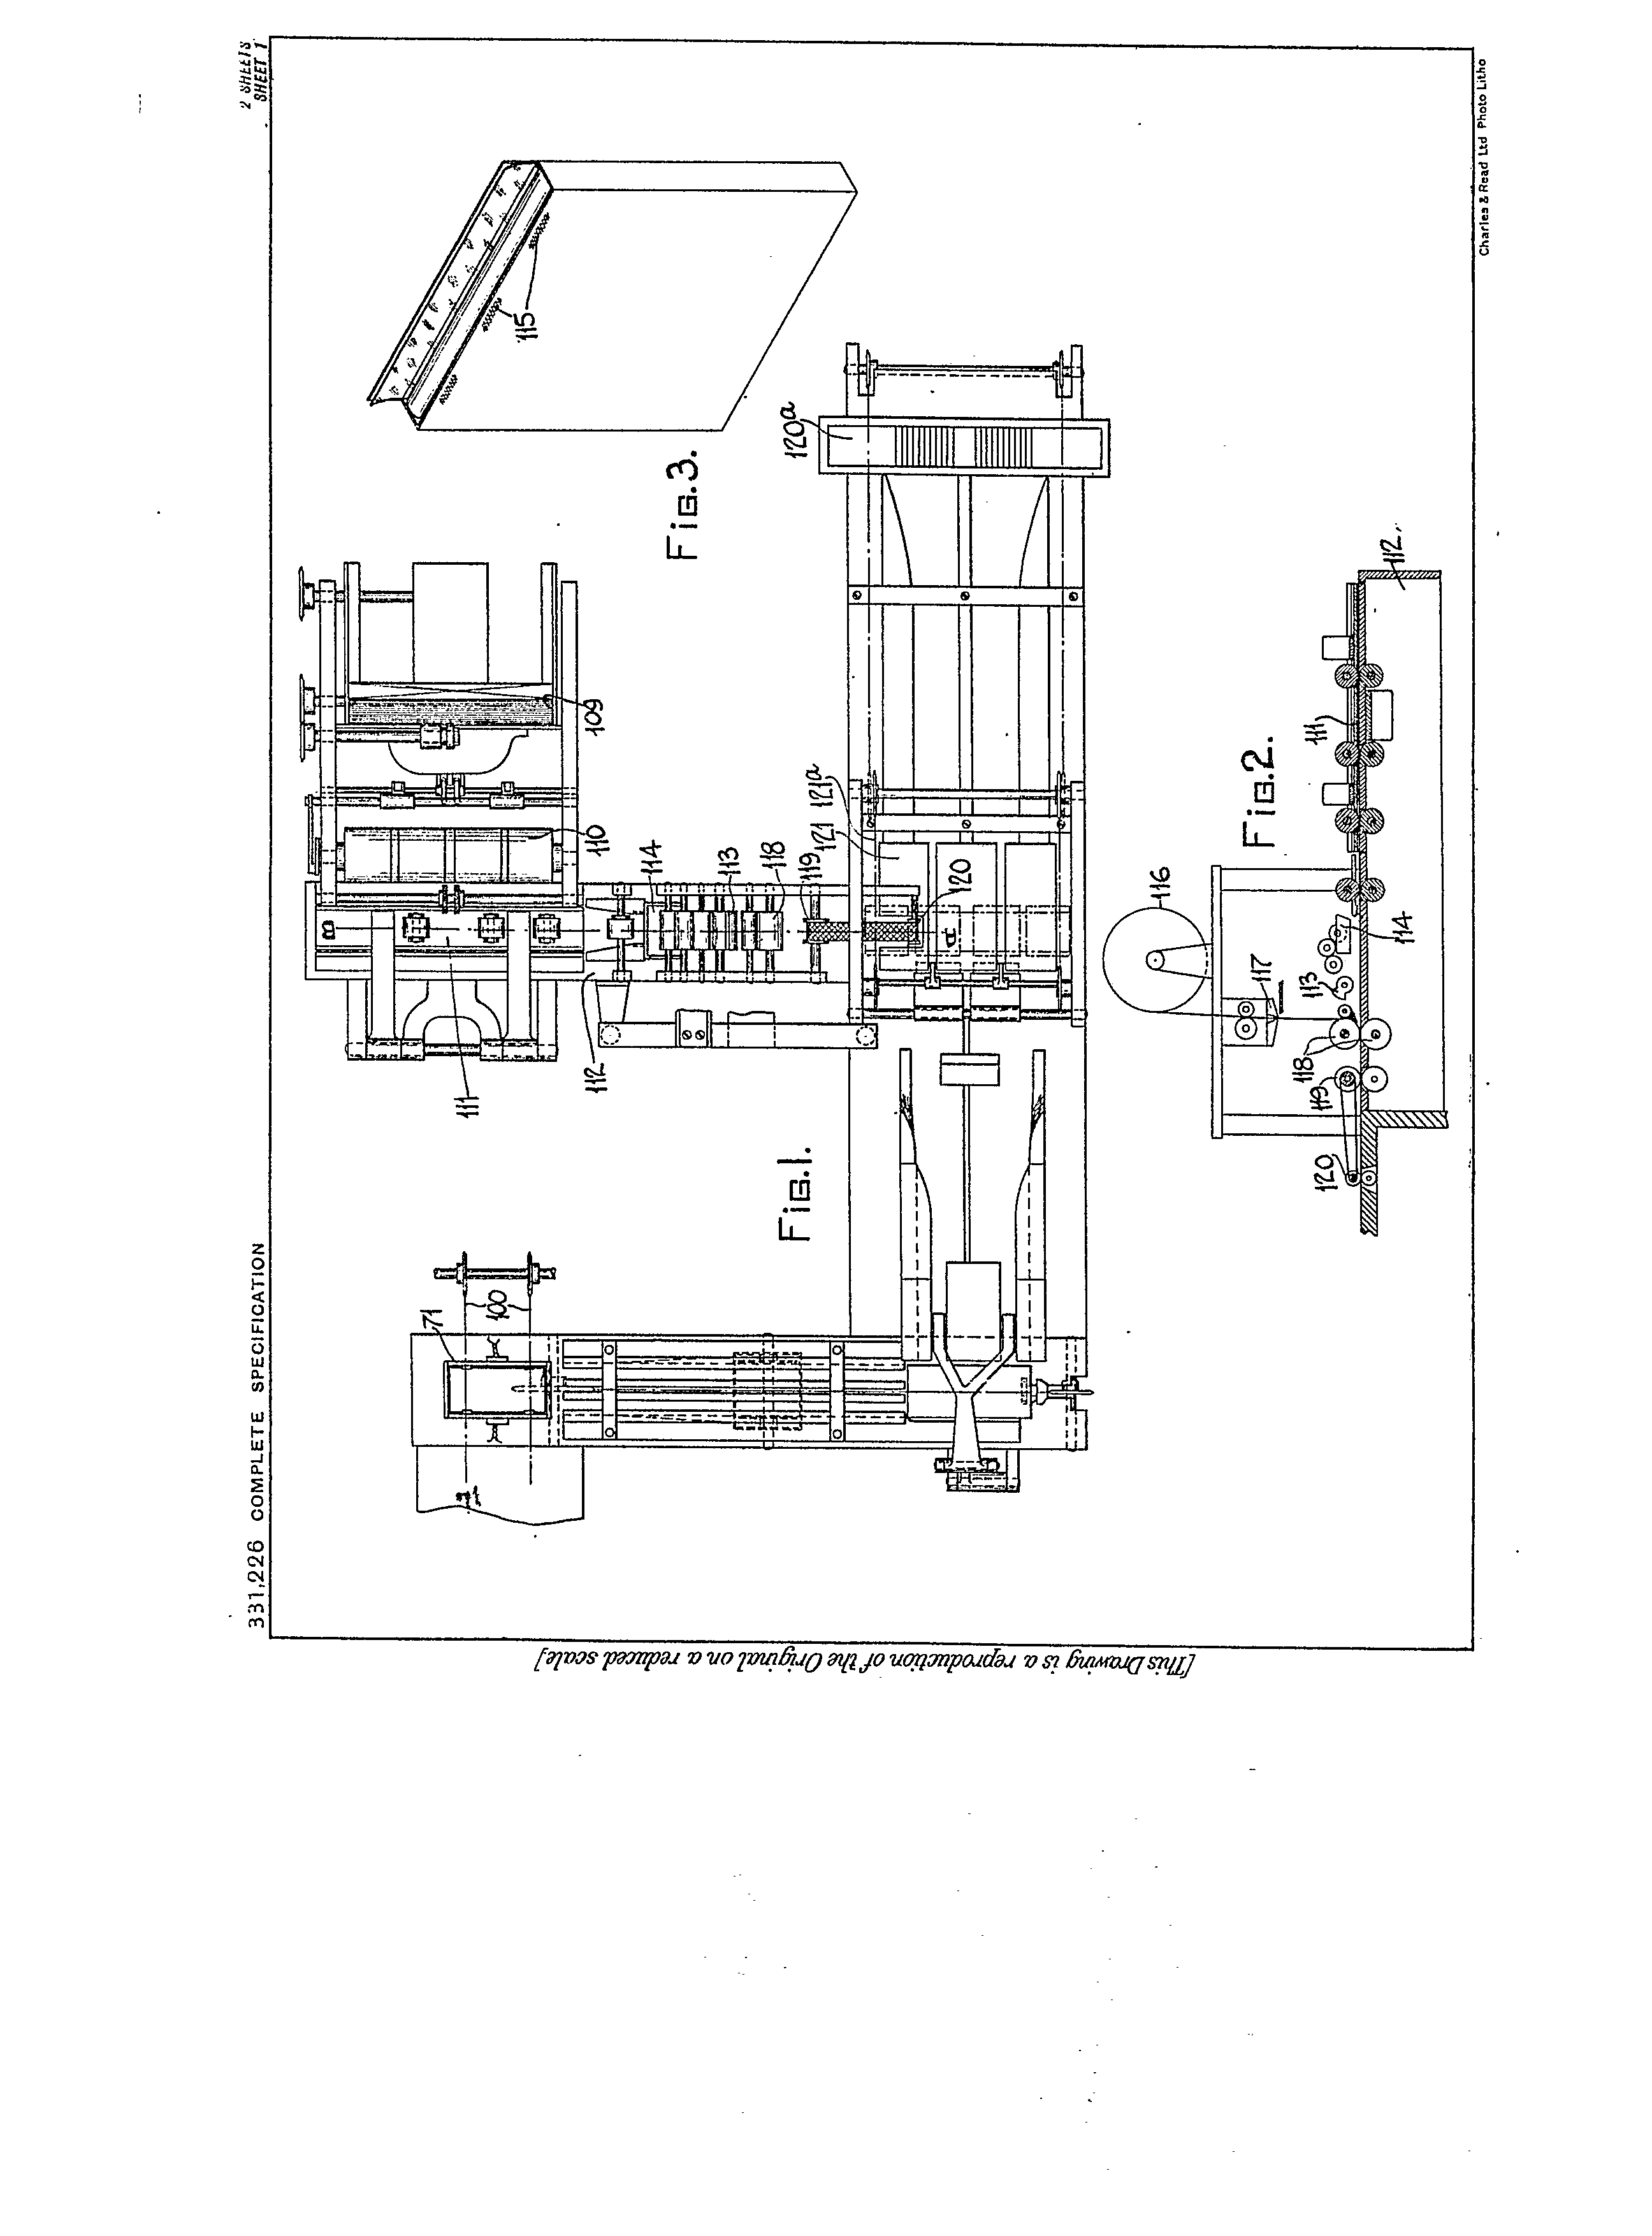 331,226 COMPLETE SPECIFICATION
2 SHEETS
SHEET 1
[This Drawing is a reproduction of the Original on a reduced scale]
Fig.1.
71
100
109
110
111
112
114
113
118
119
121
121a
120
120a
Fig.3.
115
Fig.2.
116
117
114
113
118
119
120
111
112
Charles & Read Ltd Photo Litho